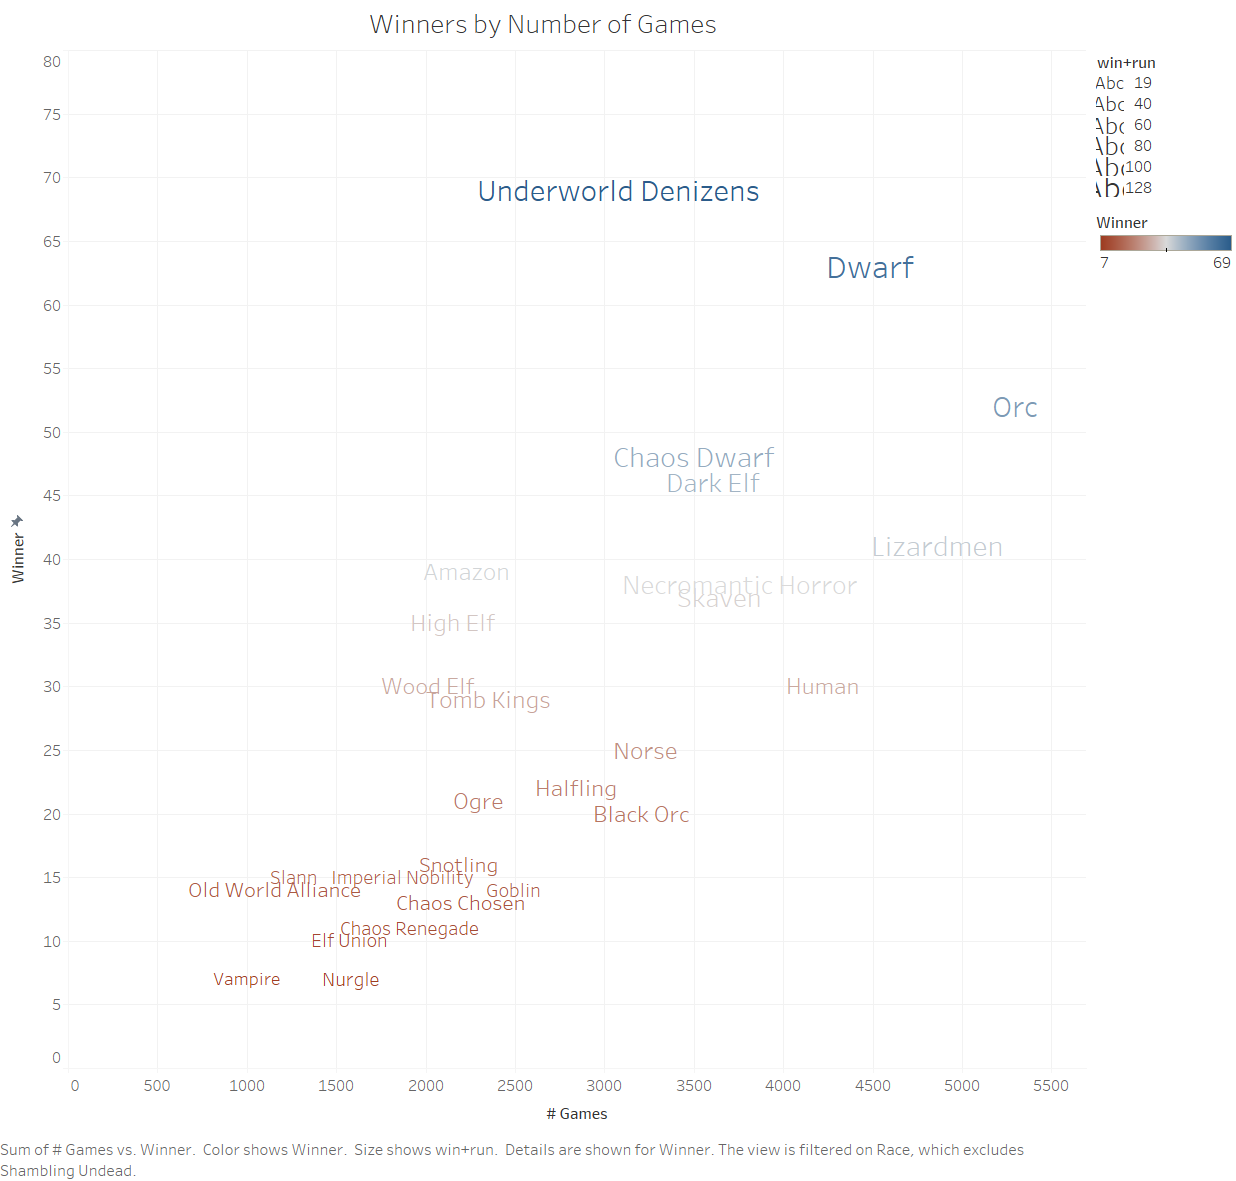 Winners by Number of Games
80
75
70
65
60
55
50
45
40
35
30
25
20
15
10
5
0
Winner
Underworld Denizens
Dwarf
Orc
Chaos Dwarf
Dark Elf
Lizardmen
Amazon
Necromantic Horror
Skaven
High Elf
Wood Elf
Human
Tomb Kings
Norse
Halfling
Ogre
Black Orc
Snotling
Slann
Imperial Nobility
Old World Alliance
Goblin
Chaos Chosen
Chaos Renegade
Elf Union
Vampire
Nurgle
0 500 1000 1500 2000 2500 3000 3500 4000 4500 5000 5500
# Games
win+run
Abc 19
Abc 40
Abc 60
Abc 80
Abc 100
Abc 128
Winner
7 69
Sum of # Games vs. Winner. Color shows Winner. Size shows win+run. Details are shown for Winner. The view is filtered on Race, which excludes
Shambling Undead.